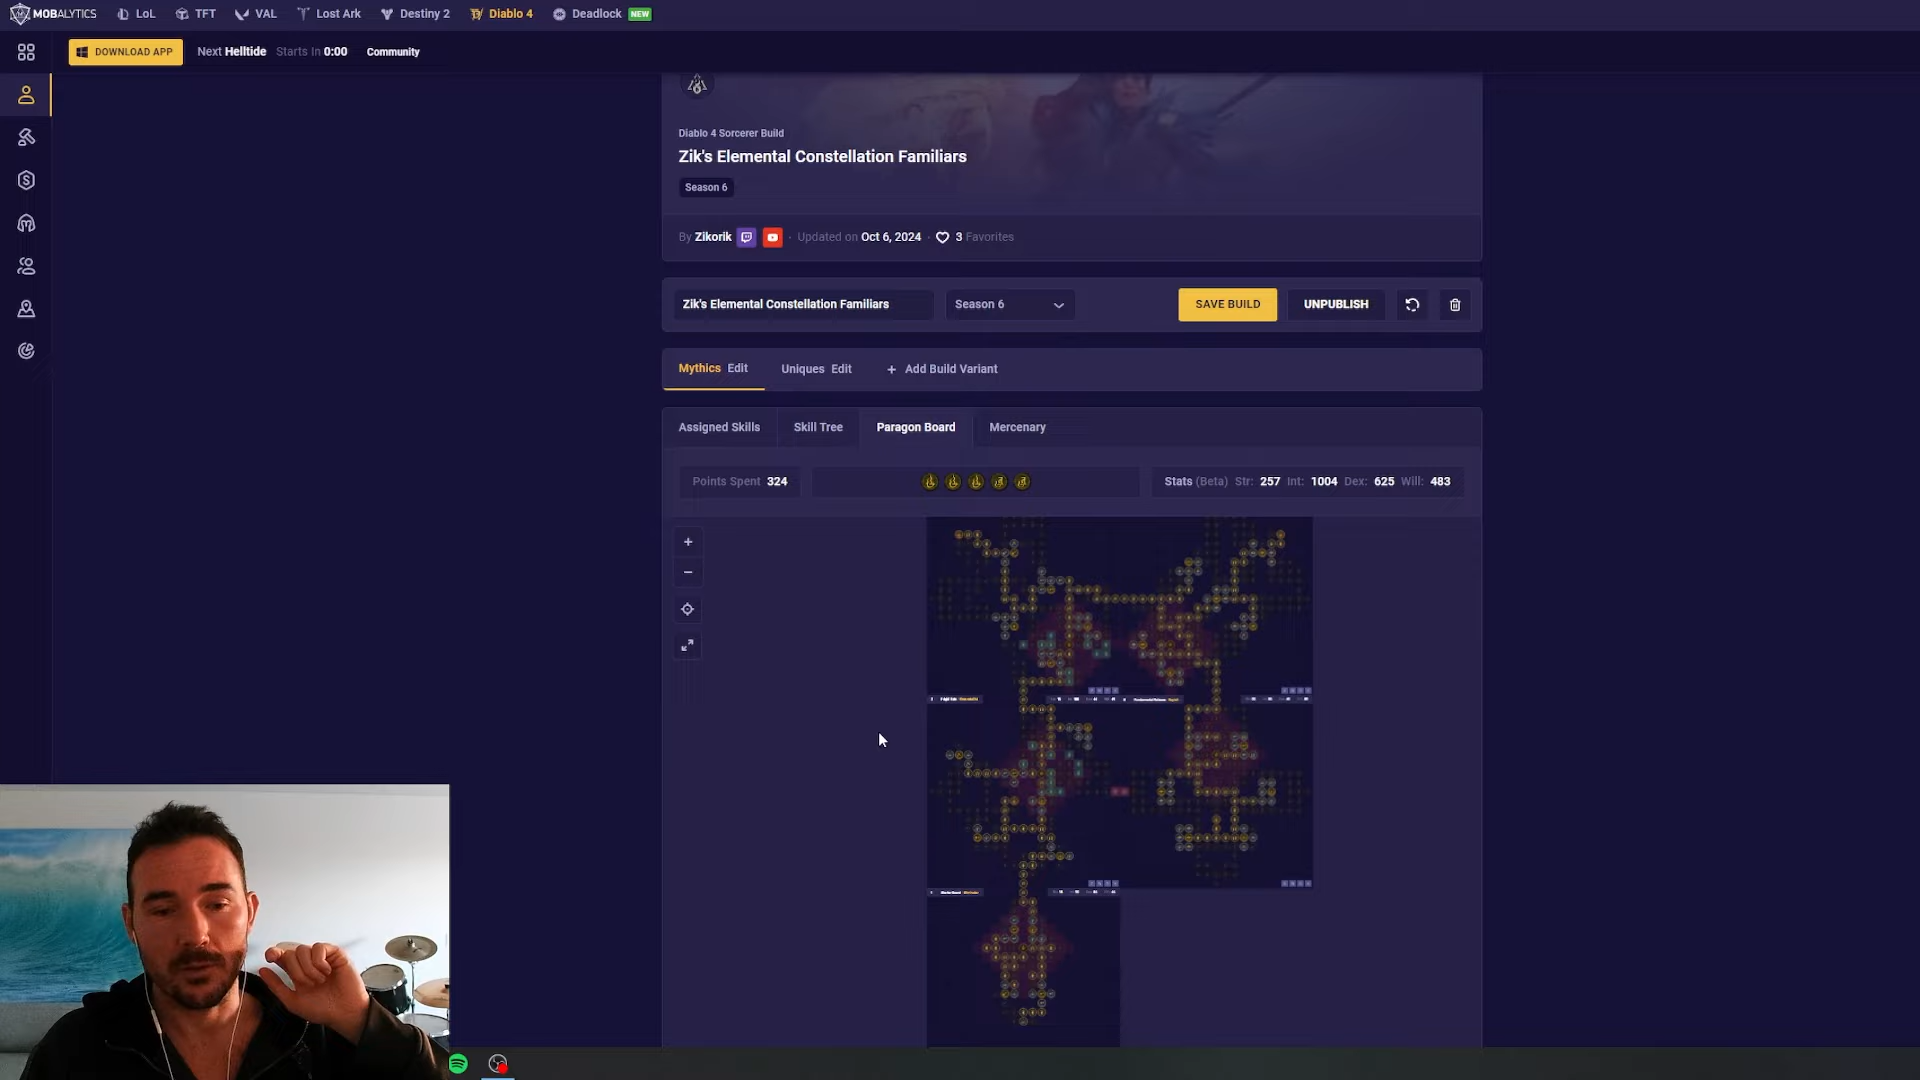 MOBALYTICS LoL TFT VAL Lost Ark Destiny 2 Diablo 4 Deadlock NEW
DOWNLOAD APP Next Helltide Starts In 0:00 Community
Diablo 4 Sorcerer Build
Zik's Elemental Constellation Familiars
Season 6
By Zikorik · Updated on Oct 6, 2024 · 3 Favorites
Zik's Elemental Constellation Familiars Season 6 SAVE BUILD UNPUBLISH
Mythics Edit Uniques Edit + Add Build Variant
Assigned Skills Skill Tree Paragon Board Mercenary
Points Spent 324 Stats (Beta) Str: 257 Int: 1004 Dex: 625 Will: 483
+
−